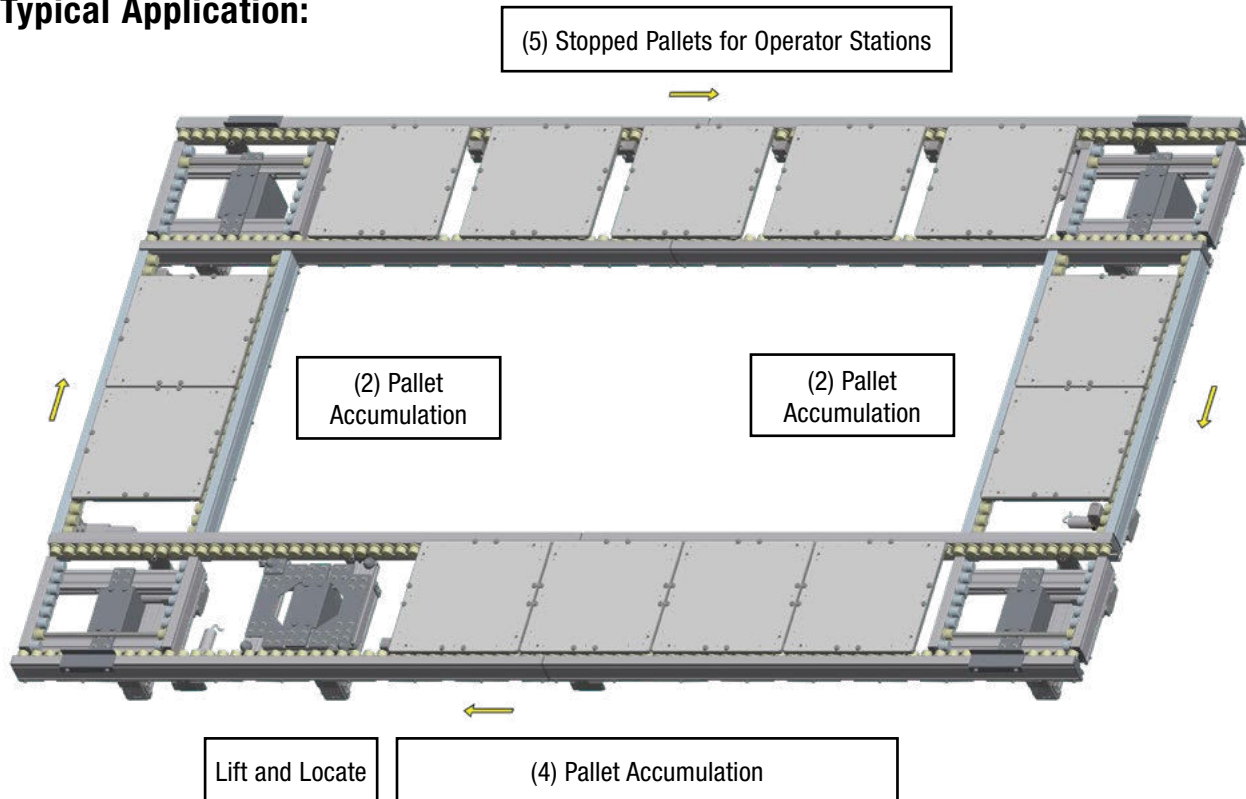 Typical Application:
(5) Stopped Pallets for Operator Stations
(2) Pallet
Accumulation
(2) Pallet
Accumulation
Lift and Locate
(4) Pallet Accumulation